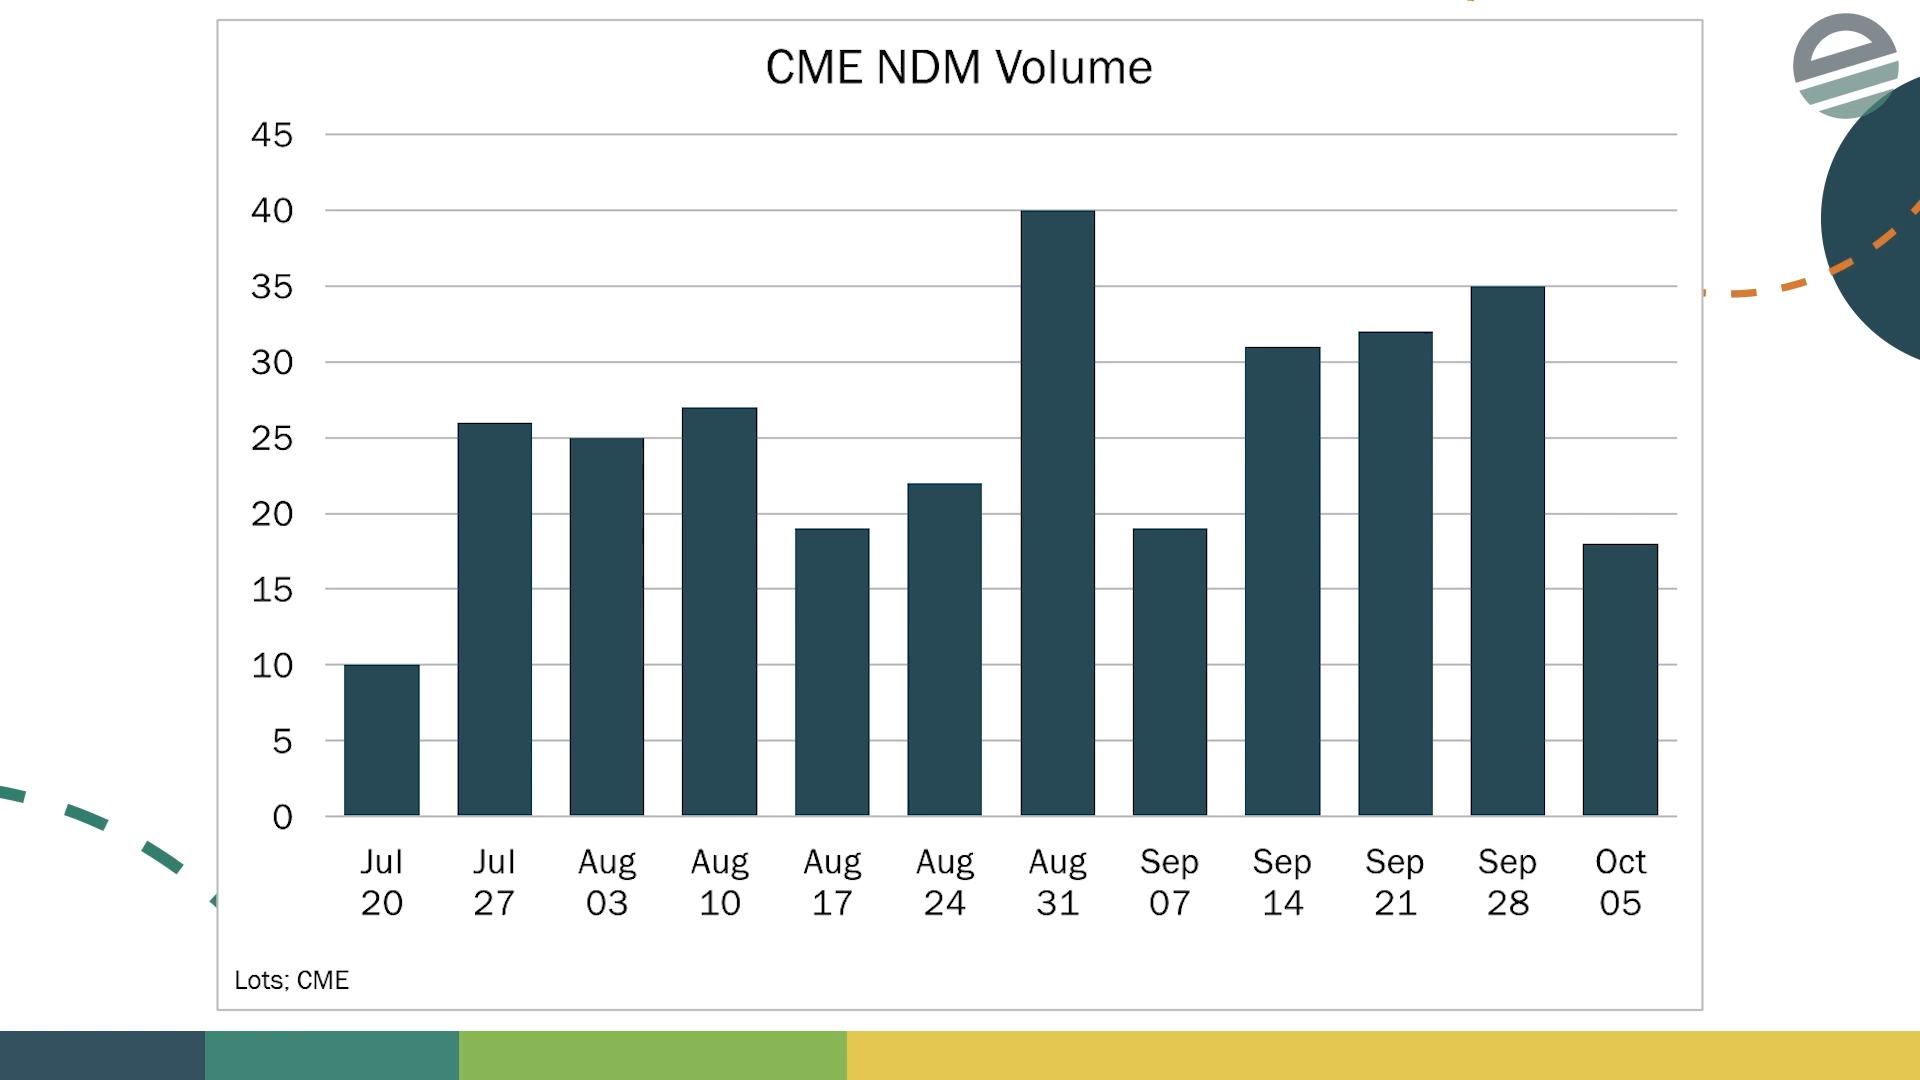 CME NDM Volume
45
40
35
30
25
20
15
10
5
0
Jul 20
Jul 27
Aug 03
Aug 10
Aug 17
Aug 24
Aug 31
Sep 07
Sep 14
Sep 21
Sep 28
Oct 05
Lots; CME